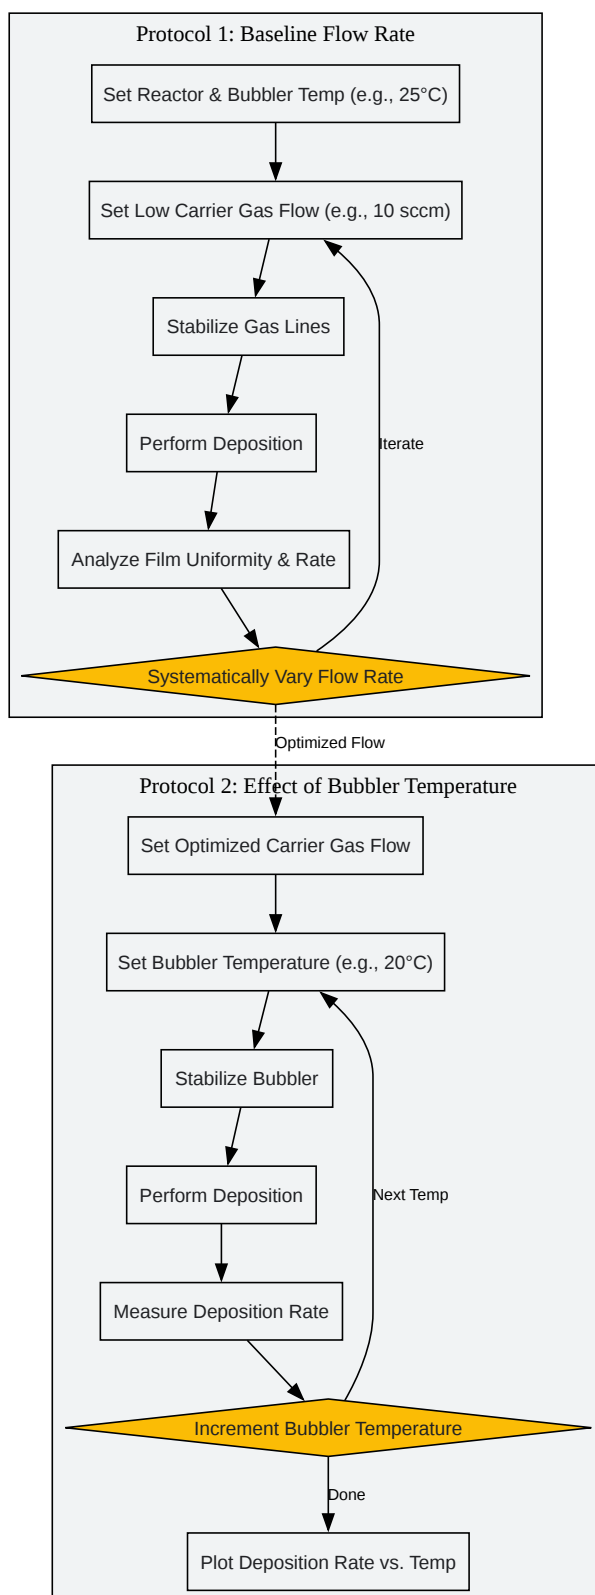 Protocol 1: Baseline Flow Rate
Set Reactor & Bubbler Temp (e.g., 25°C)
Set Low Carrier Gas Flow (e.g., 10 sccm)
Stabilize Gas Lines
Perform Deposition
Iterate
Analyze Film Uniformity & Rate
Systematically Vary Flow Rate
Optimized Flow
Protocol 2: Effect of Bubbler Temperature
Set Optimized Carrier Gas Flow
Set Bubbler Temperature (e.g., 20°C)
Stabilize Bubbler
Perform Deposition
Next Temp
Measure Deposition Rate
Increment Bubbler Temperature
Done
Plot Deposition Rate vs. Temp